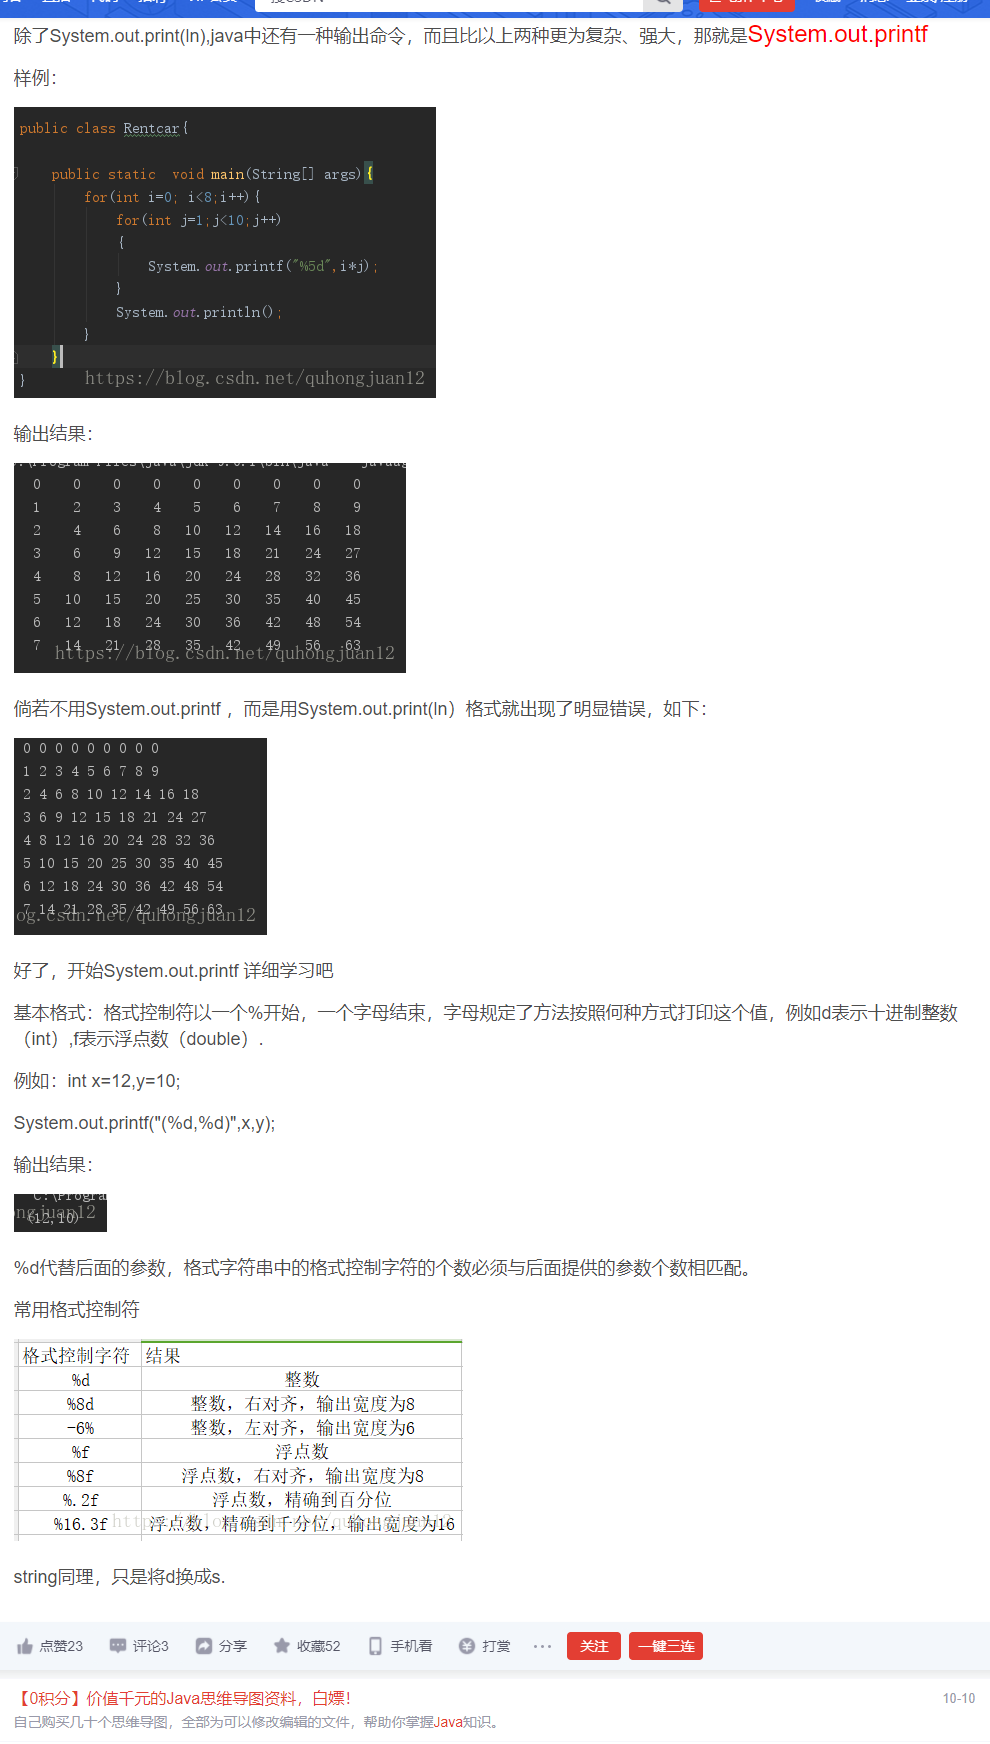 除了System.out.print(ln),java中还有一种输出命令，而且比以上两种更为复杂、强大，那就是System.out.printf
样例：
public class Rentcar{
public static  void main(String[] args){
for(int i=0; i<8;i++){
for(int j=1;j<10;j++)
{
System.out.printf("%5d",i*j);
}
System.out.println();
}
}
}
https://blog.csdn.net/quhongjuan12
输出结果：
0 0 0 0 0 0 0 0 0
1 2 3 4 5 6 7 8 9
2 4 6 8 10 12 14 16 18
3 6 9 12 15 18 21 24 27
4 8 12 16 20 24 28 32 36
5 10 15 20 25 30 35 40 45
6 12 18 24 30 36 42 48 54
7 14 21 28 35 42 49 56 63
https://blog.csdn.net/quhongjuan12
倘若不用System.out.printf ，而是用System.out.print(ln）格式就出现了明显错误，如下：
0 0 0 0 0 0 0 0 0
1 2 3 4 5 6 7 8 9
2 4 6 8 10 12 14 16 18
3 6 9 12 15 18 21 24 27
4 8 12 16 20 24 28 32 36
5 10 15 20 25 30 35 40 45
6 12 18 24 30 36 42 48 54
7 14 21 28 35 42 49 56 63
og.csdn.net/quhongjuan12
好了，开始System.out.printf 详细学习吧
基本格式：格式控制符以一个%开始，一个字母结束，字母规定了方法按照何种方式打印这个值，例如d表示十进制整数
（int）,f表示浮点数（double）.
例如：int x=12,y=10;
System.out.printf("(%d,%d)",x,y);
输出结果：
C:\Progra
ongjuan12
(12,10)
%d代替后面的参数，格式字符串中的格式控制字符的个数必须与后面提供的参数个数相匹配。
常用格式控制符
格式控制字符 结果
%d 整数
%8d 整数，右对齐，输出宽度为8
-6% 整数，左对齐，输出宽度为6
%f 浮点数
%8f 浮点数，右对齐，输出宽度为8
%.2f 浮点数，精确到百分位
%16.3f 浮点数，精确到千分位，输出宽度为16
string同理，只是将d换成s.
点赞23 评论3 分享 收藏52 手机看 打赏 ··· 关注 一键三连
【0积分】价值千元的Java思维导图资料，白嫖！ 10-10
自己购买几十个思维导图，全部为可以修改编辑的文件，帮助你掌握Java知识。